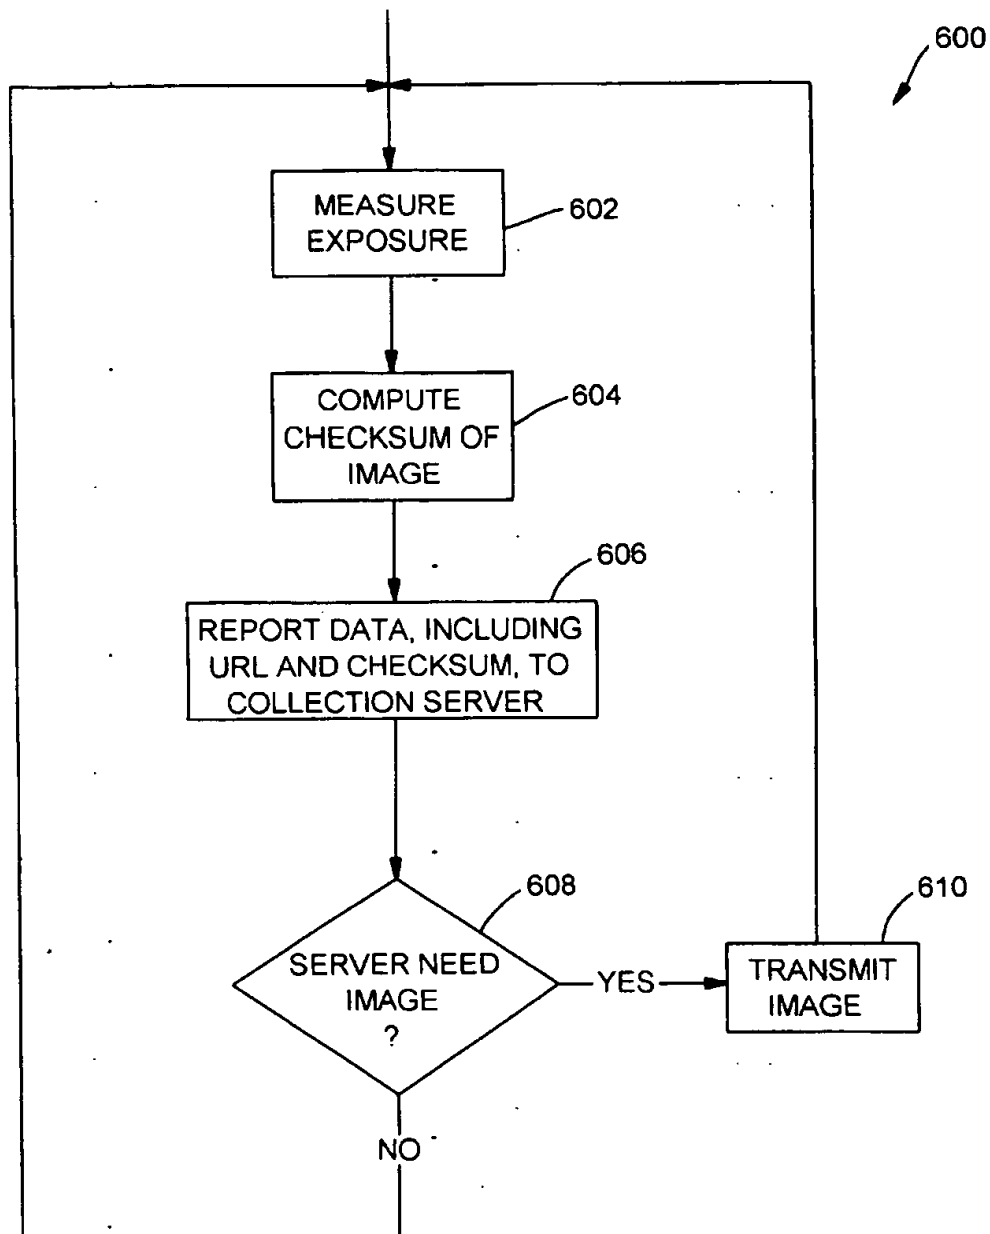 600
MEASURE
EXPOSURE
602
COMPUTE
CHECKSUM OF
IMAGE
604
606
REPORT DATA, INCLUDING
URL AND CHECKSUM, TO
COLLECTION SERVER
608
SERVER NEED
IMAGE
?
YES
610
TRANSMIT
IMAGE
NO